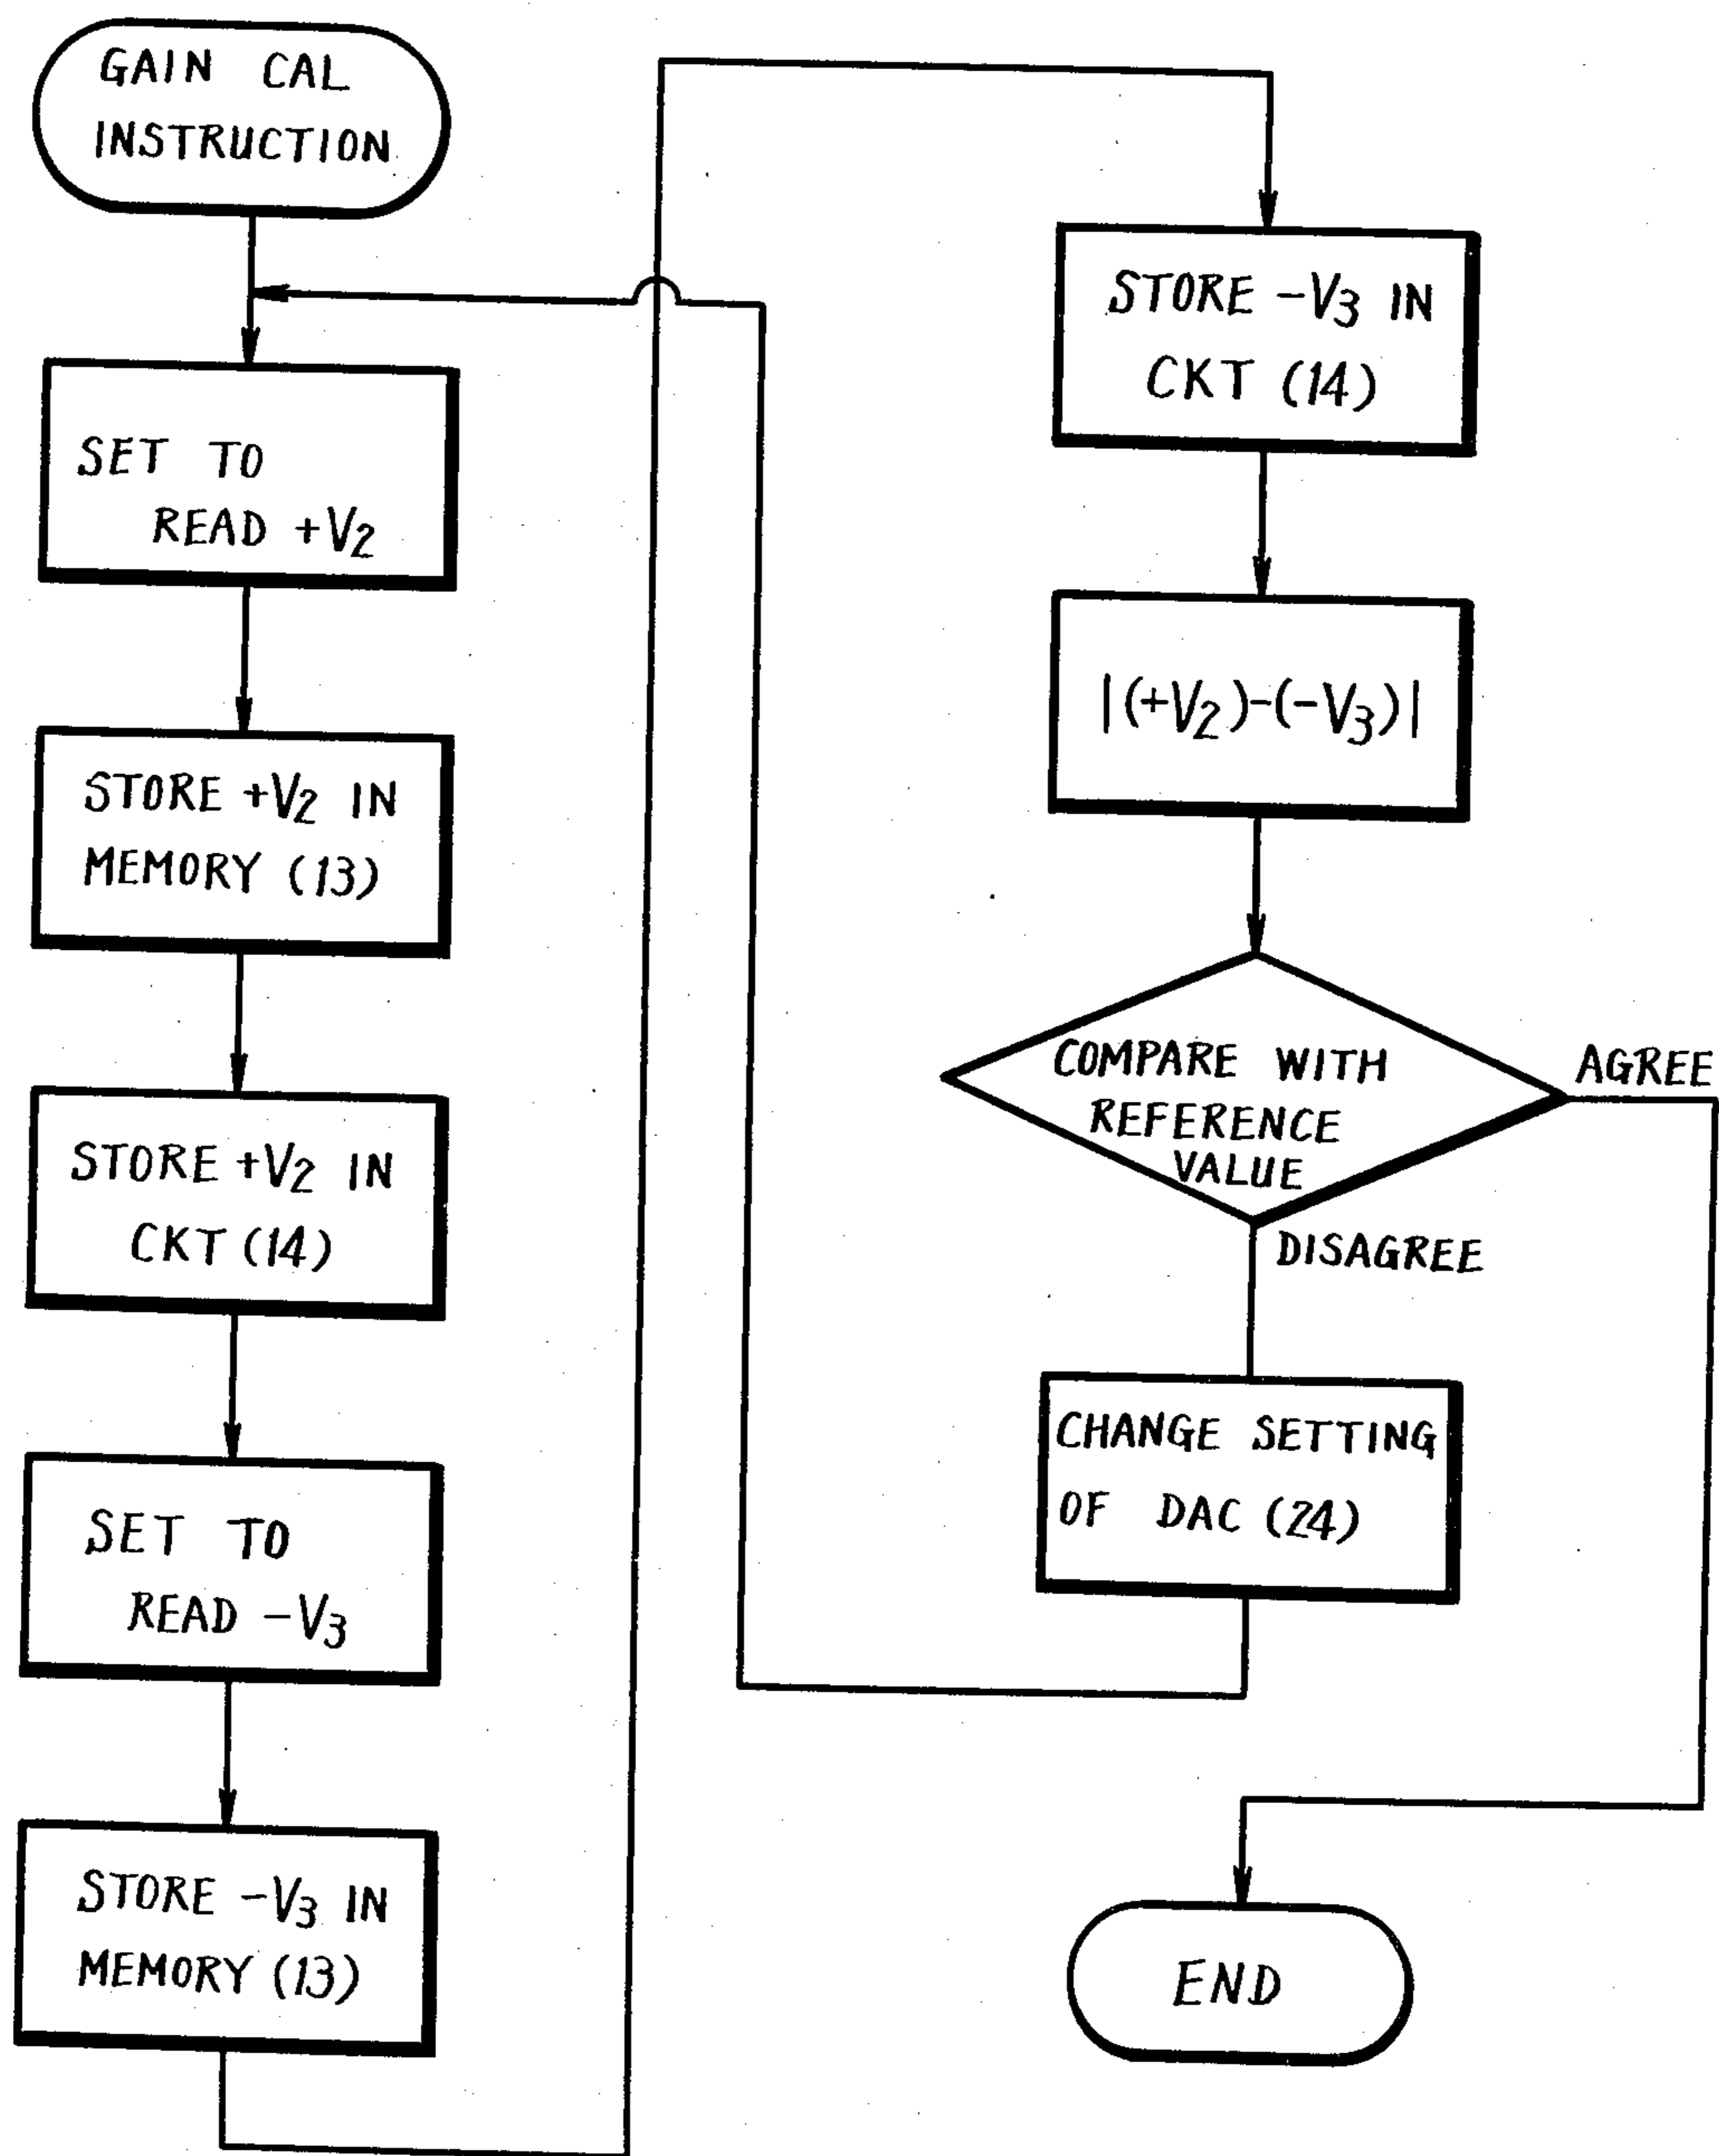 GAIN CAL
INSTRUCTION
SET TO
READ +V2
STORE +V2 IN
MEMORY (13)
STORE +V2 IN
CKT (14)
SET TO
READ -V3
STORE -V3 IN
MEMORY (13)
STORE -V3 IN
CKT (14)
|(+V2)-(-V3)|
COMPARE WITH
REFERENCE
VALUE
AGREE
DISAGREE
CHANGE SETTING
OF DAC (24)
END